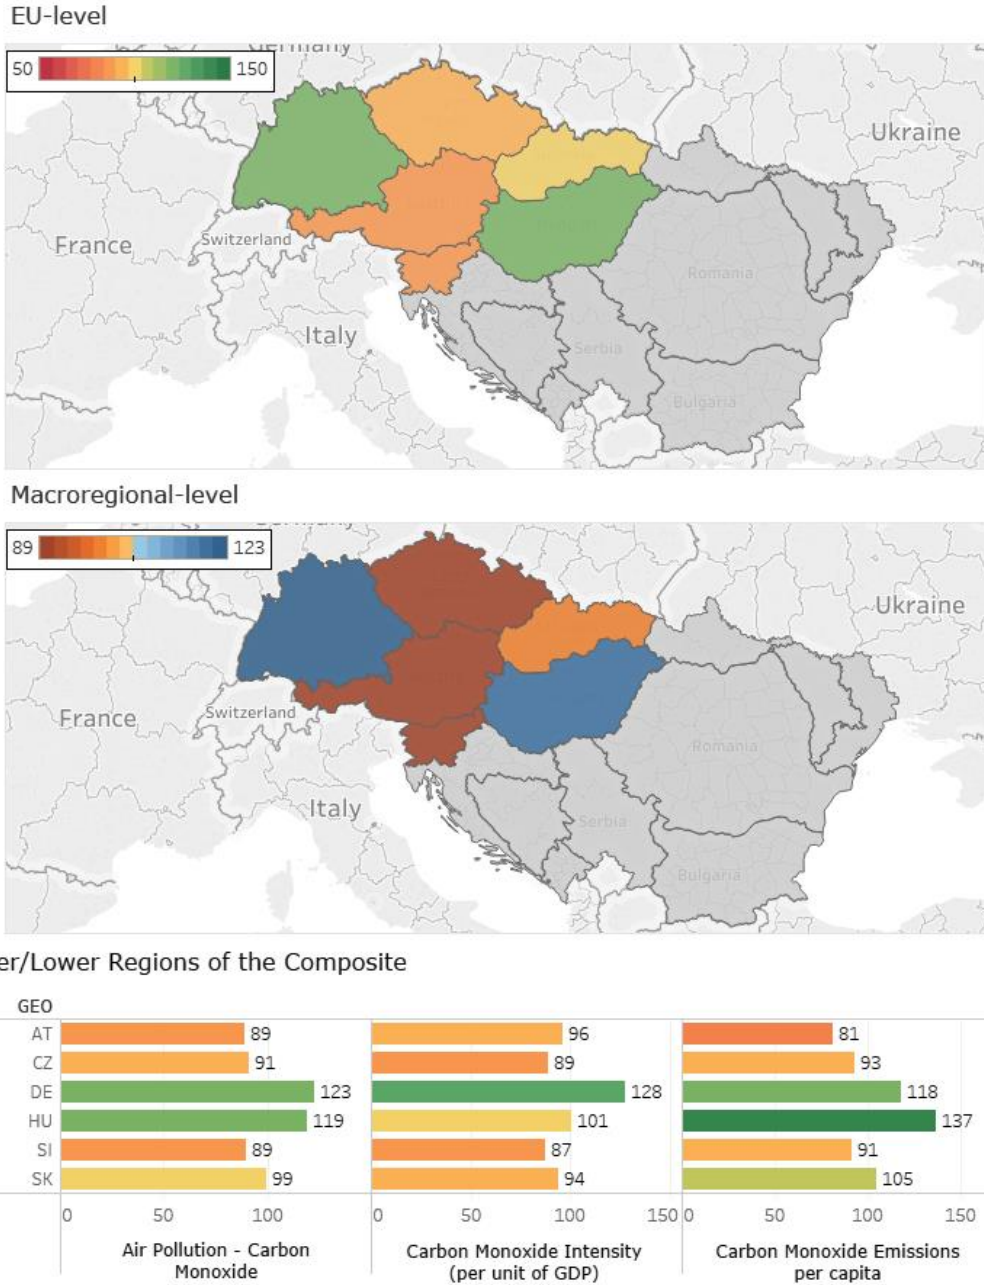 EU-level
50 150
Germany
Ukraine
France
Switzerland
Romania
Italy
Serbia
Bulgaria
Macroregional-level
89 123
Ukraine
France
Switzerland
Romania
Italy
Serbia
Bulgaria
er/Lower Regions of the Composite
GEO
AT 89 96 81
CZ 91 89 93
DE 123 128 118
HU 119 101 137
SI 89 87 91
SK 99 94 105
0 50 100 0 50 100 150 0 50 100 150
Air Pollution - Carbon
Monoxide
Carbon Monoxide Intensity
(per unit of GDP)
Carbon Monoxide Emissions
per capita